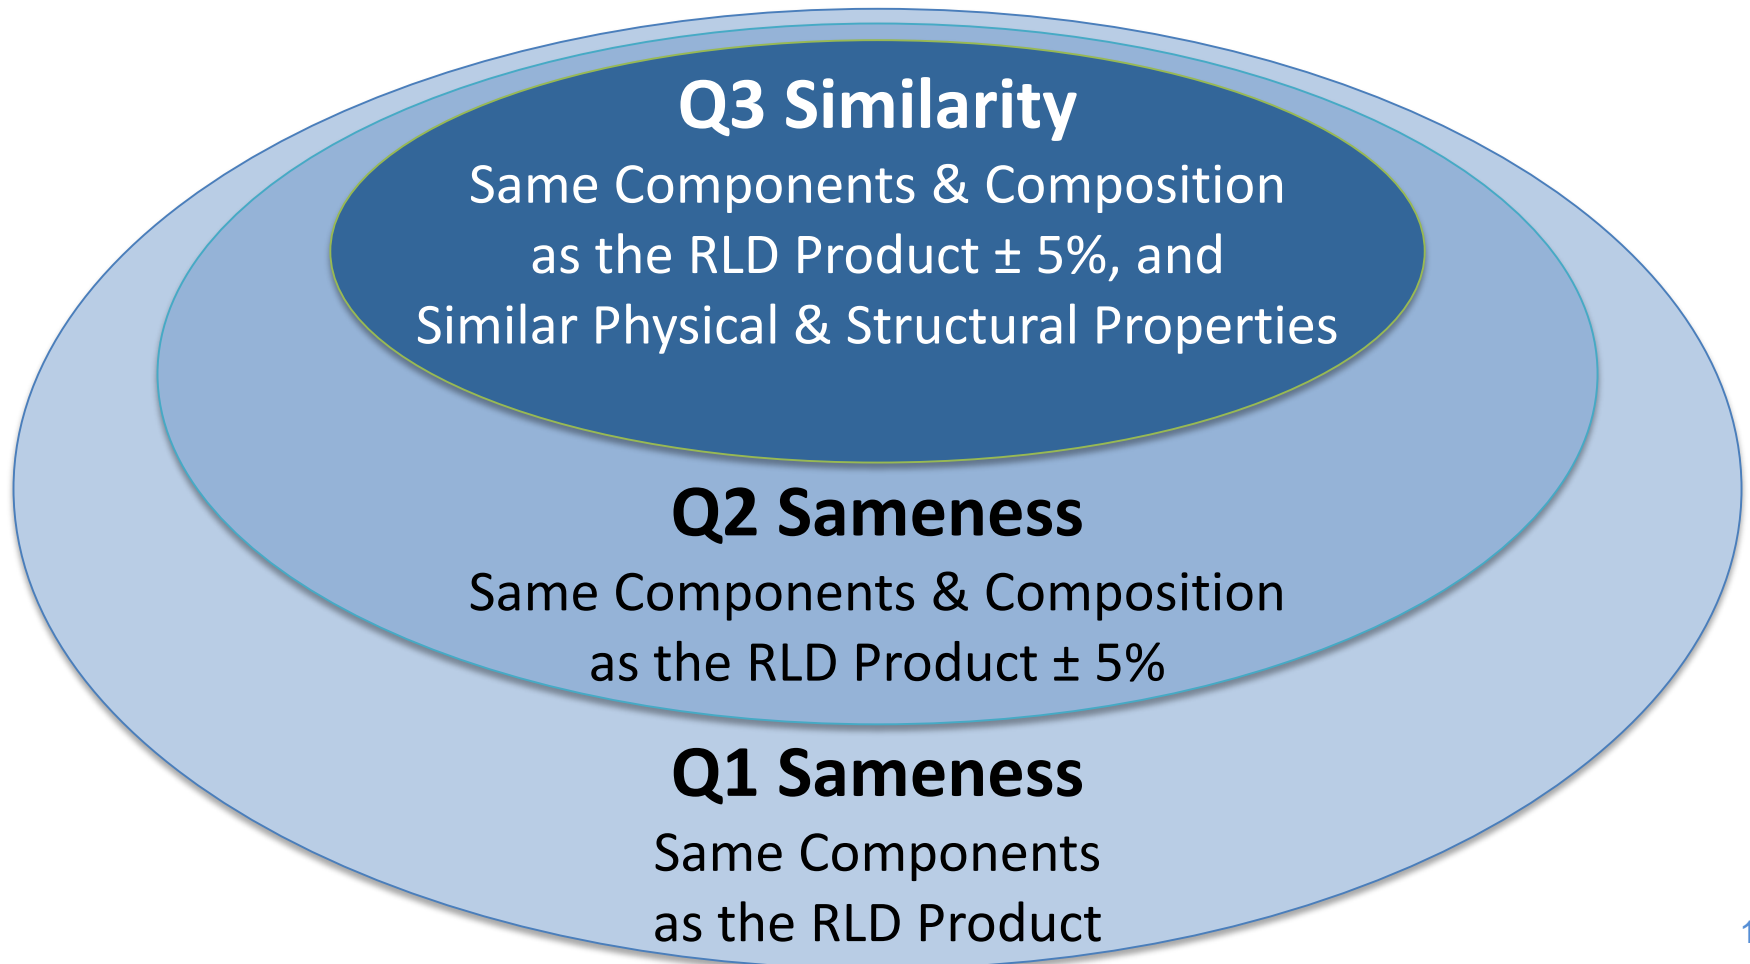 Q3 Similarity
Same Components & Composition
as the RLD Product ± 5%, and
Similar Physical & Structural Properties
Q2 Sameness
Same Components & Composition
as the RLD Product ± 5%
Q1 Sameness
Same Components
as the RLD Product
1